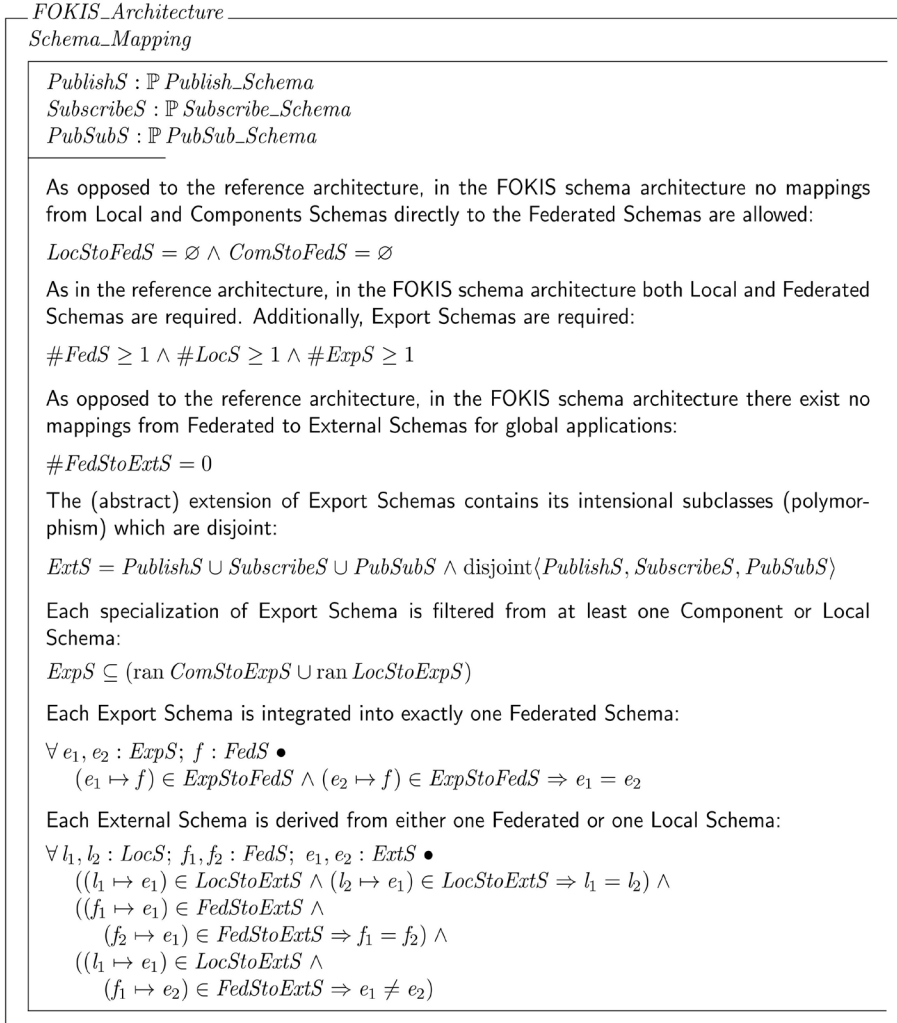 FOKIS_Architecture
Schema_Mapping
PublishS : ℙ Publish_Schema
SubscribeS : ℙ Subscribe_Schema
PubSubS : ℙ PubSub_Schema
As opposed to the reference architecture, in the FOKIS schema architecture no mappings
from Local and Components Schemas directly to the Federated Schemas are allowed:
LocStoFedS = ∅ ∧ ComStoFedS = ∅
As in the reference architecture, in the FOKIS schema architecture both Local and Federated
Schemas are required. Additionally, Export Schemas are required:
#FedS ≥ 1 ∧ #LocS ≥ 1 ∧ #ExpS ≥ 1
As opposed to the reference architecture, in the FOKIS schema architecture there exist no
mappings from Federated to External Schemas for global applications:
#FedStoExtS = 0
The (abstract) extension of Export Schemas contains its intensional subclasses (polymor-
phism) which are disjoint:
ExtS = PublishS ∪ SubscribeS ∪ PubSubS ∧ disjoint⟨PublishS, SubscribeS, PubSubS⟩
Each specialization of Export Schema is filtered from at least one Component or Local
Schema:
ExpS ⊆ (ran ComStoExpS ∪ ran LocStoExpS)
Each Export Schema is integrated into exactly one Federated Schema:
∀ e₁, e₂ : ExpS; f : FedS •
(e₁ ↦ f) ∈ ExpStoFedS ∧ (e₂ ↦ f) ∈ ExpStoFedS ⇒ e₁ = e₂
Each External Schema is derived from either one Federated or one Local Schema:
∀ l₁, l₂ : LocS; f₁, f₂ : FedS; e₁, e₂ : ExtS •
((l₁ ↦ e₁) ∈ LocStoExtS ∧ (l₂ ↦ e₁) ∈ LocStoExtS ⇒ l₁ = l₂) ∧
((f₁ ↦ e₁) ∈ FedStoExtS ∧
(f₂ ↦ e₁) ∈ FedStoExtS ⇒ f₁ = f₂) ∧
((l₁ ↦ e₁) ∈ LocStoExtS ∧
(f₁ ↦ e₂) ∈ FedStoExtS ⇒ e₁ ≠ e₂)